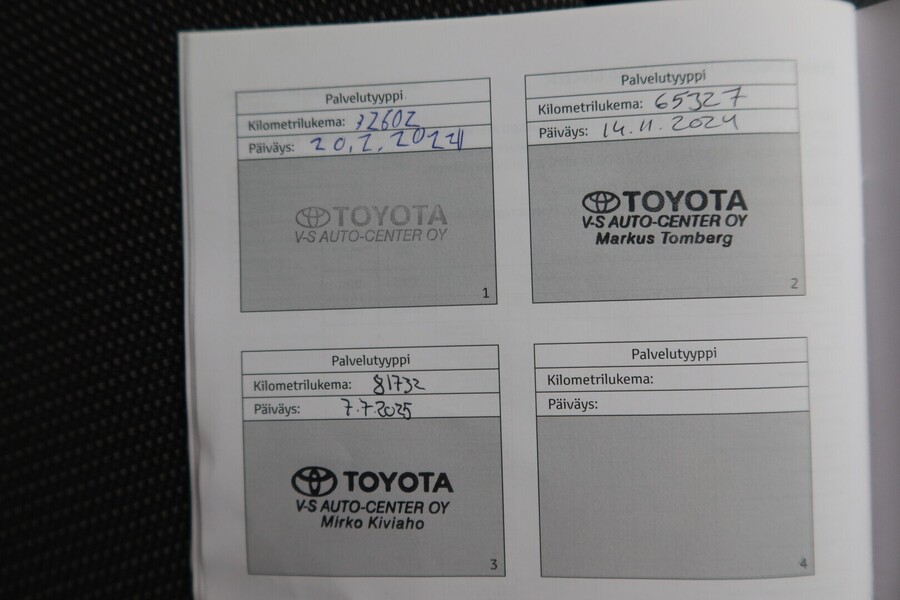 Palvelutyyppi
Kilometrilukema: 32602
Päiväys: 20.2.2024
TOYOTA
V-S AUTO-CENTER OY
1
Palvelutyyppi
Kilometrilukema: 65327
Päiväys: 14.11.2024
TOYOTA
V-S AUTO-CENTER OY
Markus Tomberg
2
Palvelutyyppi
Kilometrilukema: 81732
Päiväys: 7.7.2025
TOYOTA
V-S AUTO-CENTER OY
Mirko Kiviaho
3
Palvelutyyppi
Kilometrilukema:
Päiväys:
4